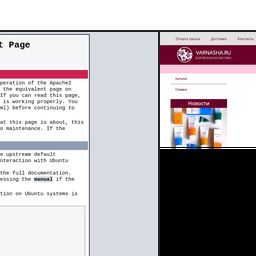 t Page
peration of the Apache2
the equivalent page on
If you can read this page,
is working properly. You
ml) before continuing to
at this page is about, this
o maintenance. If the
e upstream default
nteraction with Ubuntu
the full documentation.
essing the manual if the
tion on Ubuntu systems is
Оплата заказа Доставка Контакты
VARNASHA.RU
КОРЕЙСКАЯ КОСМЕТИКА
Каталог
Скидки
Новости